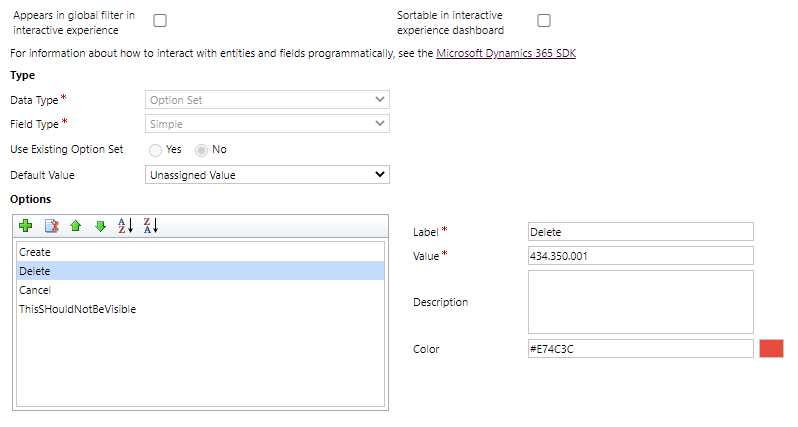 Appears in global filter in
interactive experience
Sortable in interactive
experience dashboard
For information about how to interact with entities and fields programmatically, see the Microsoft Dynamics 365 SDK
Type
Data Type * Option Set
Field Type * Simple
Use Existing Option Set Yes No
Default Value Unassigned Value
Options
A Z Z A
Create
Delete
Cancel
ThisSHouldNotBeVisible
Label * Delete
Value * 434.350.001
Description
Color #E74C3C